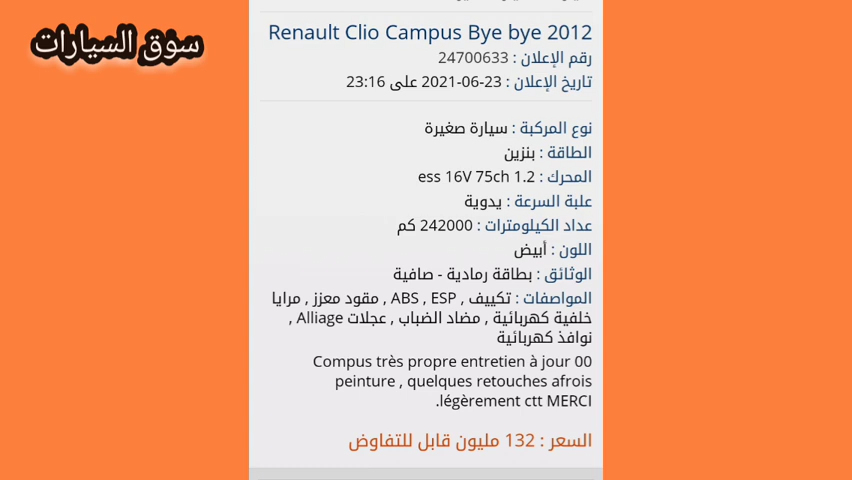 سوق السيارات
Renault Clio Campus Bye bye 2012
رقم الإعلان : 24700633
تاريخ الإعلان : 23-06-2021 على 23:16
نوع المركبة : سيارة صغيرة
الطاقة : بنزين
المحرك : 1.2 ess 16V 75ch
علبة السرعة : يدوية
عداد الكيلومترات : 242000 كم
اللون : أبيض
الوثائق : بطاقة رمادية - صافية
المواصفات : تكييف , ABS , ESP , مقود معزز , مرايا
خلفية كهربائية , مضاد الضباب , عجلات Alliage ,
نوافذ كهربائية
Compus très propre entretien à jour 00
peinture , quelques retouches afrois
légèrement ctt MERCI.
السعر : 132 مليون قابل للتفاوض